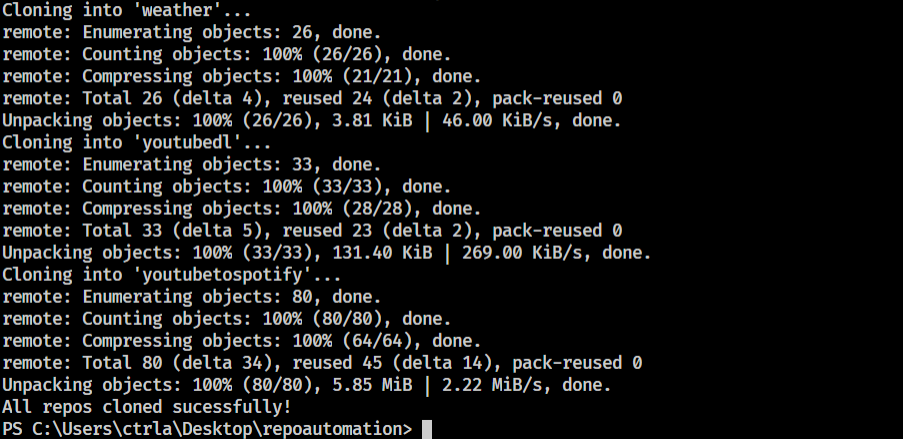 Cloning into 'weather'...
remote: Enumerating objects: 26, done.
remote: Counting objects: 100% (26/26), done.
remote: Compressing objects: 100% (21/21), done.
remote: Total 26 (delta 4), reused 24 (delta 2), pack-reused 0
Unpacking objects: 100% (26/26), 3.81 KiB | 46.00 KiB/s, done.
Cloning into 'youtubedl'...
remote: Enumerating objects: 33, done.
remote: Counting objects: 100% (33/33), done.
remote: Compressing objects: 100% (28/28), done.
remote: Total 33 (delta 5), reused 23 (delta 2), pack-reused 0
Unpacking objects: 100% (33/33), 131.40 KiB | 269.00 KiB/s, done.
Cloning into 'youtubetospotify'...
remote: Enumerating objects: 80, done.
remote: Counting objects: 100% (80/80), done.
remote: Compressing objects: 100% (64/64), done.
remote: Total 80 (delta 34), reused 45 (delta 14), pack-reused 0
Unpacking objects: 100% (80/80), 5.85 MiB | 2.22 MiB/s, done.
All repos cloned sucessfully!
PS C:\Users\ctrla\Desktop\repoautomation>